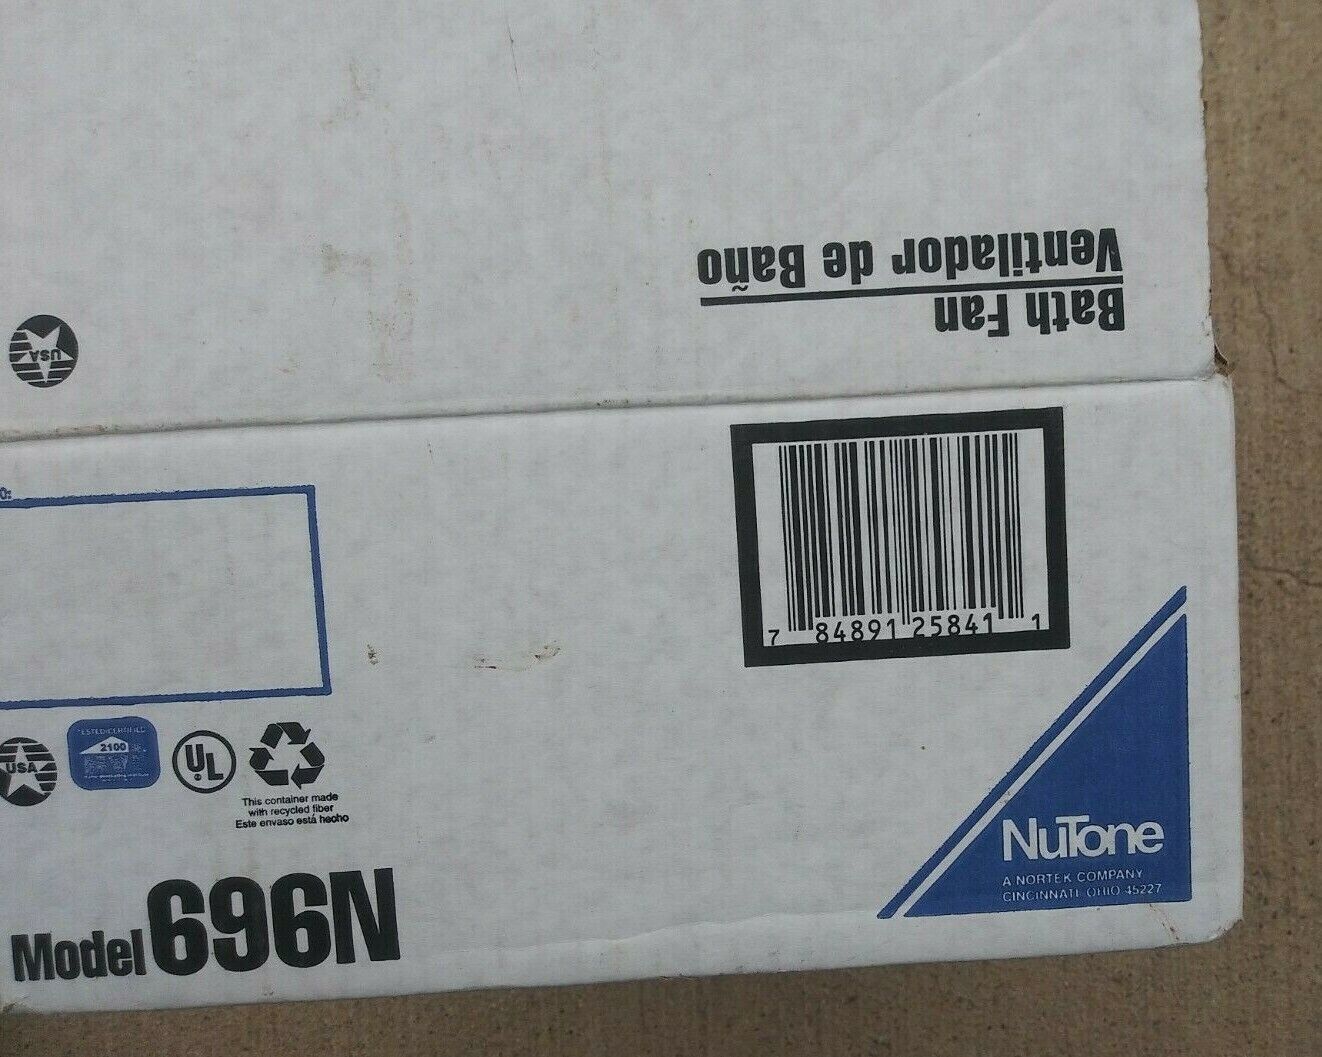 Bath Fan
Ventilador de Baño
USA
O:
7 84891 25841 1
USA
2100
UL
This container made
with recycled fiber
Este envaso está hecho
Model 696N
NuTone
A NORTEK COMPANY
CINCINNATI OHIO 45227